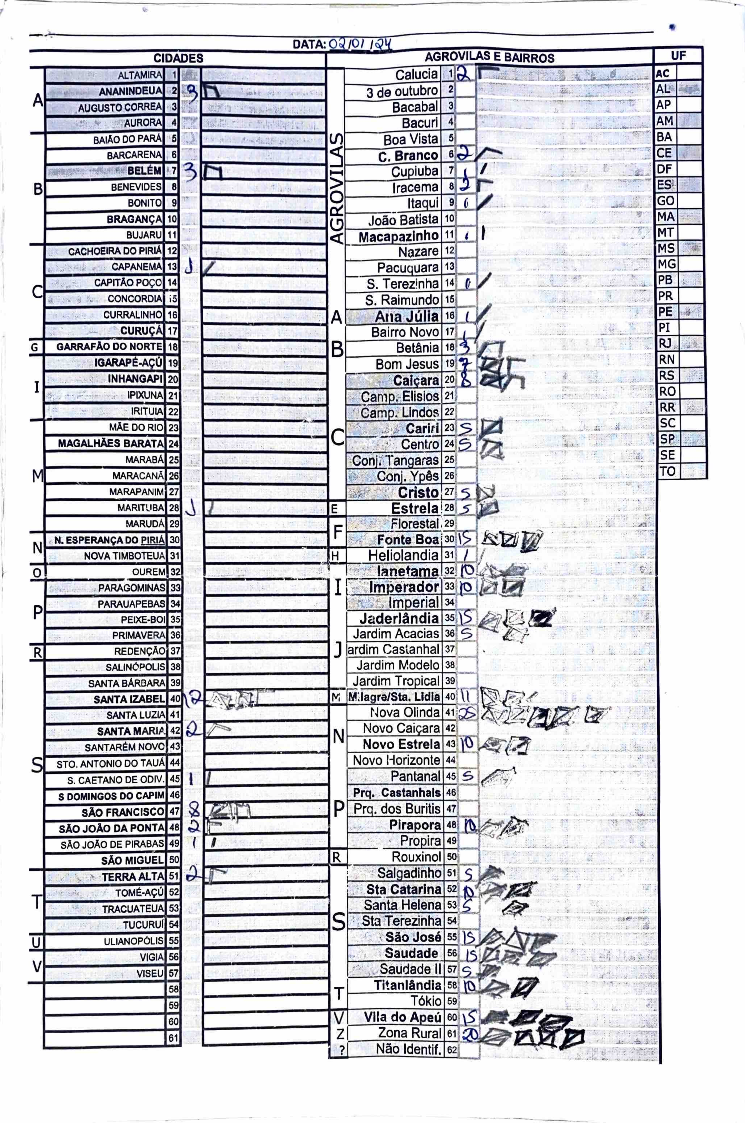 DATA: 02/01/24
CIDADES
A
ALTAMIRA 1
ANANINDEUA 2 3
AUGUSTO CORREA 3
AURORA 4
B
BAIÃO DO PARÁ 5
BARCARENA 6
BELÉM 7 3
BENEVIDES 8
BONITO 9
BRAGANÇA 10
BUJARU 11
C
CACHOEIRA DO PIRIÁ 12
CAPANEMA 13 1
CAPITÃO POÇO 14
CONCORDIA 15
CURRALINHO 16
CURUÇÁ 17
G
GARRAFÃO DO NORTE 18
I
IGARAPÉ-AÇÚ 19
INHANGAPI 20
IPIXUNA 21
IRITUIA 22
M
MÃE DO RIO 23
MAGALHÃES BARATA 24
MARABÁ 25
MARACANÃ 26
MARAPANIM 27
MARITUBA 28 1
MARUDÁ 29
N
N. ESPERANÇA DO PIRIÁ 30
NOVA TIMBOTEUA 31
O
OUREM 32
P
PARAGOMINAS 33
PARAUAPEBAS 34
PEIXE-BOI 35
PRIMAVERA 36
R
REDENÇÃO 37
S
SALINÓPOLIS 38
SANTA BÁRBARA 39
SANTA IZABEL 40 12
SANTA LUZIA 41
SANTA MARIA 42 2
SANTARÉM NOVO 43
STO. ANTONIO DO TAUÁ 44
S. CAETANO DE ODIV. 45 1
S DOMINGOS DO CAPIM 46
SÃO FRANCISCO 47 8
SÃO JOÃO DA PONTA 48 2
SÃO JOÃO DE PIRABAS 49 1
SÃO MIGUEL 50
T
TERRA ALTA 51 2
TOMÉ-AÇÚ 52
TRACUATEUA 53
TUCURUÍ 54
U
ULIANOPÓLIS 55
V
VIGIA 56
VISEU 57
58
59
60
61
AGROVILAS E BAIRROS
AGROVILAS
Calucia 1 2
3 de outubro 2
Bacabal 3
Bacuri 4
Boa Vista 5
C. Branco 6 2
Cupiuba 7 1
Iracema 8 2
Itaqui 9 1
João Batista 10
Macapazinho 11 1
Nazare 12
Pacuquara 13
S. Terezinha 14
S. Raimundo 15
A
Ana Júlia 16 1
B
Bairro Novo 17 1
Betânia 18 3
Bom Jesus 19 7
C
Caiçara 20 8
Camp. Elisios 21
Camp. Lindos 22
Cariri 23 5
Centro 24 5
Conj. Tangaras 25
Conj. Ypês 26
Cristo 27 5
E
Estrela 28 5
F
Florestal 29
Fonte Boa 30 15
H
Heliolandia 31 1
I
Ianetama 32 10
Imperador 33 10
Imperial 34
J
Jaderlândia 35 15
Jardim Acacias 36 5
ardim Castanhal 37
Jardim Modelo 38
Jardim Tropical 39
M
Milagre/Sta. Lidia 40 11
N
Nova Olinda 41 25
Nova Caiçara 42
Novo Estrela 43 10
Novo Horizonte 44
P
Pantanal 45 5
Prq. Castanhals 46
Prq. dos Buritis 47
Pirapora 48 10
Propira 49
R
Rouxinol 50
S
Salgadinho 51 5
Sta Catarina 52 10
Santa Helena 53 5
Sta Terezinha 54
São José 55 15
Saudade 56 15
Saudade II 57 5
T
Titanlândia 58 10
Tókio 59
V
Vila do Apeú 60 15
Z
Zona Rural 61 20
?
Não Identif. 62
UF
AC
AL
AP
AM
BA
CE
DF
ES
GO
MA
MT
MS
MG
PB
PR
PE
PI
RJ
RN
RS
RO
RR
SC
SP
SE
TO